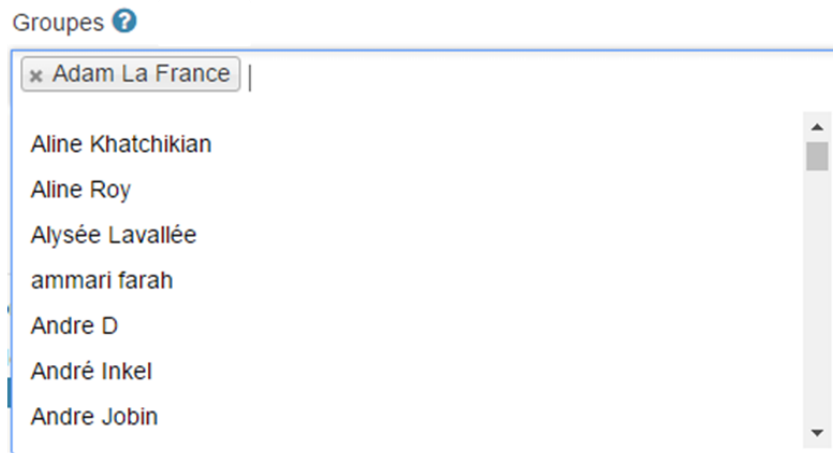 Groupes ?
× Adam La France
Aline Khatchikian
Aline Roy
Alysée Lavallée
ammari farah
Andre D
André Inkel
Andre Jobin